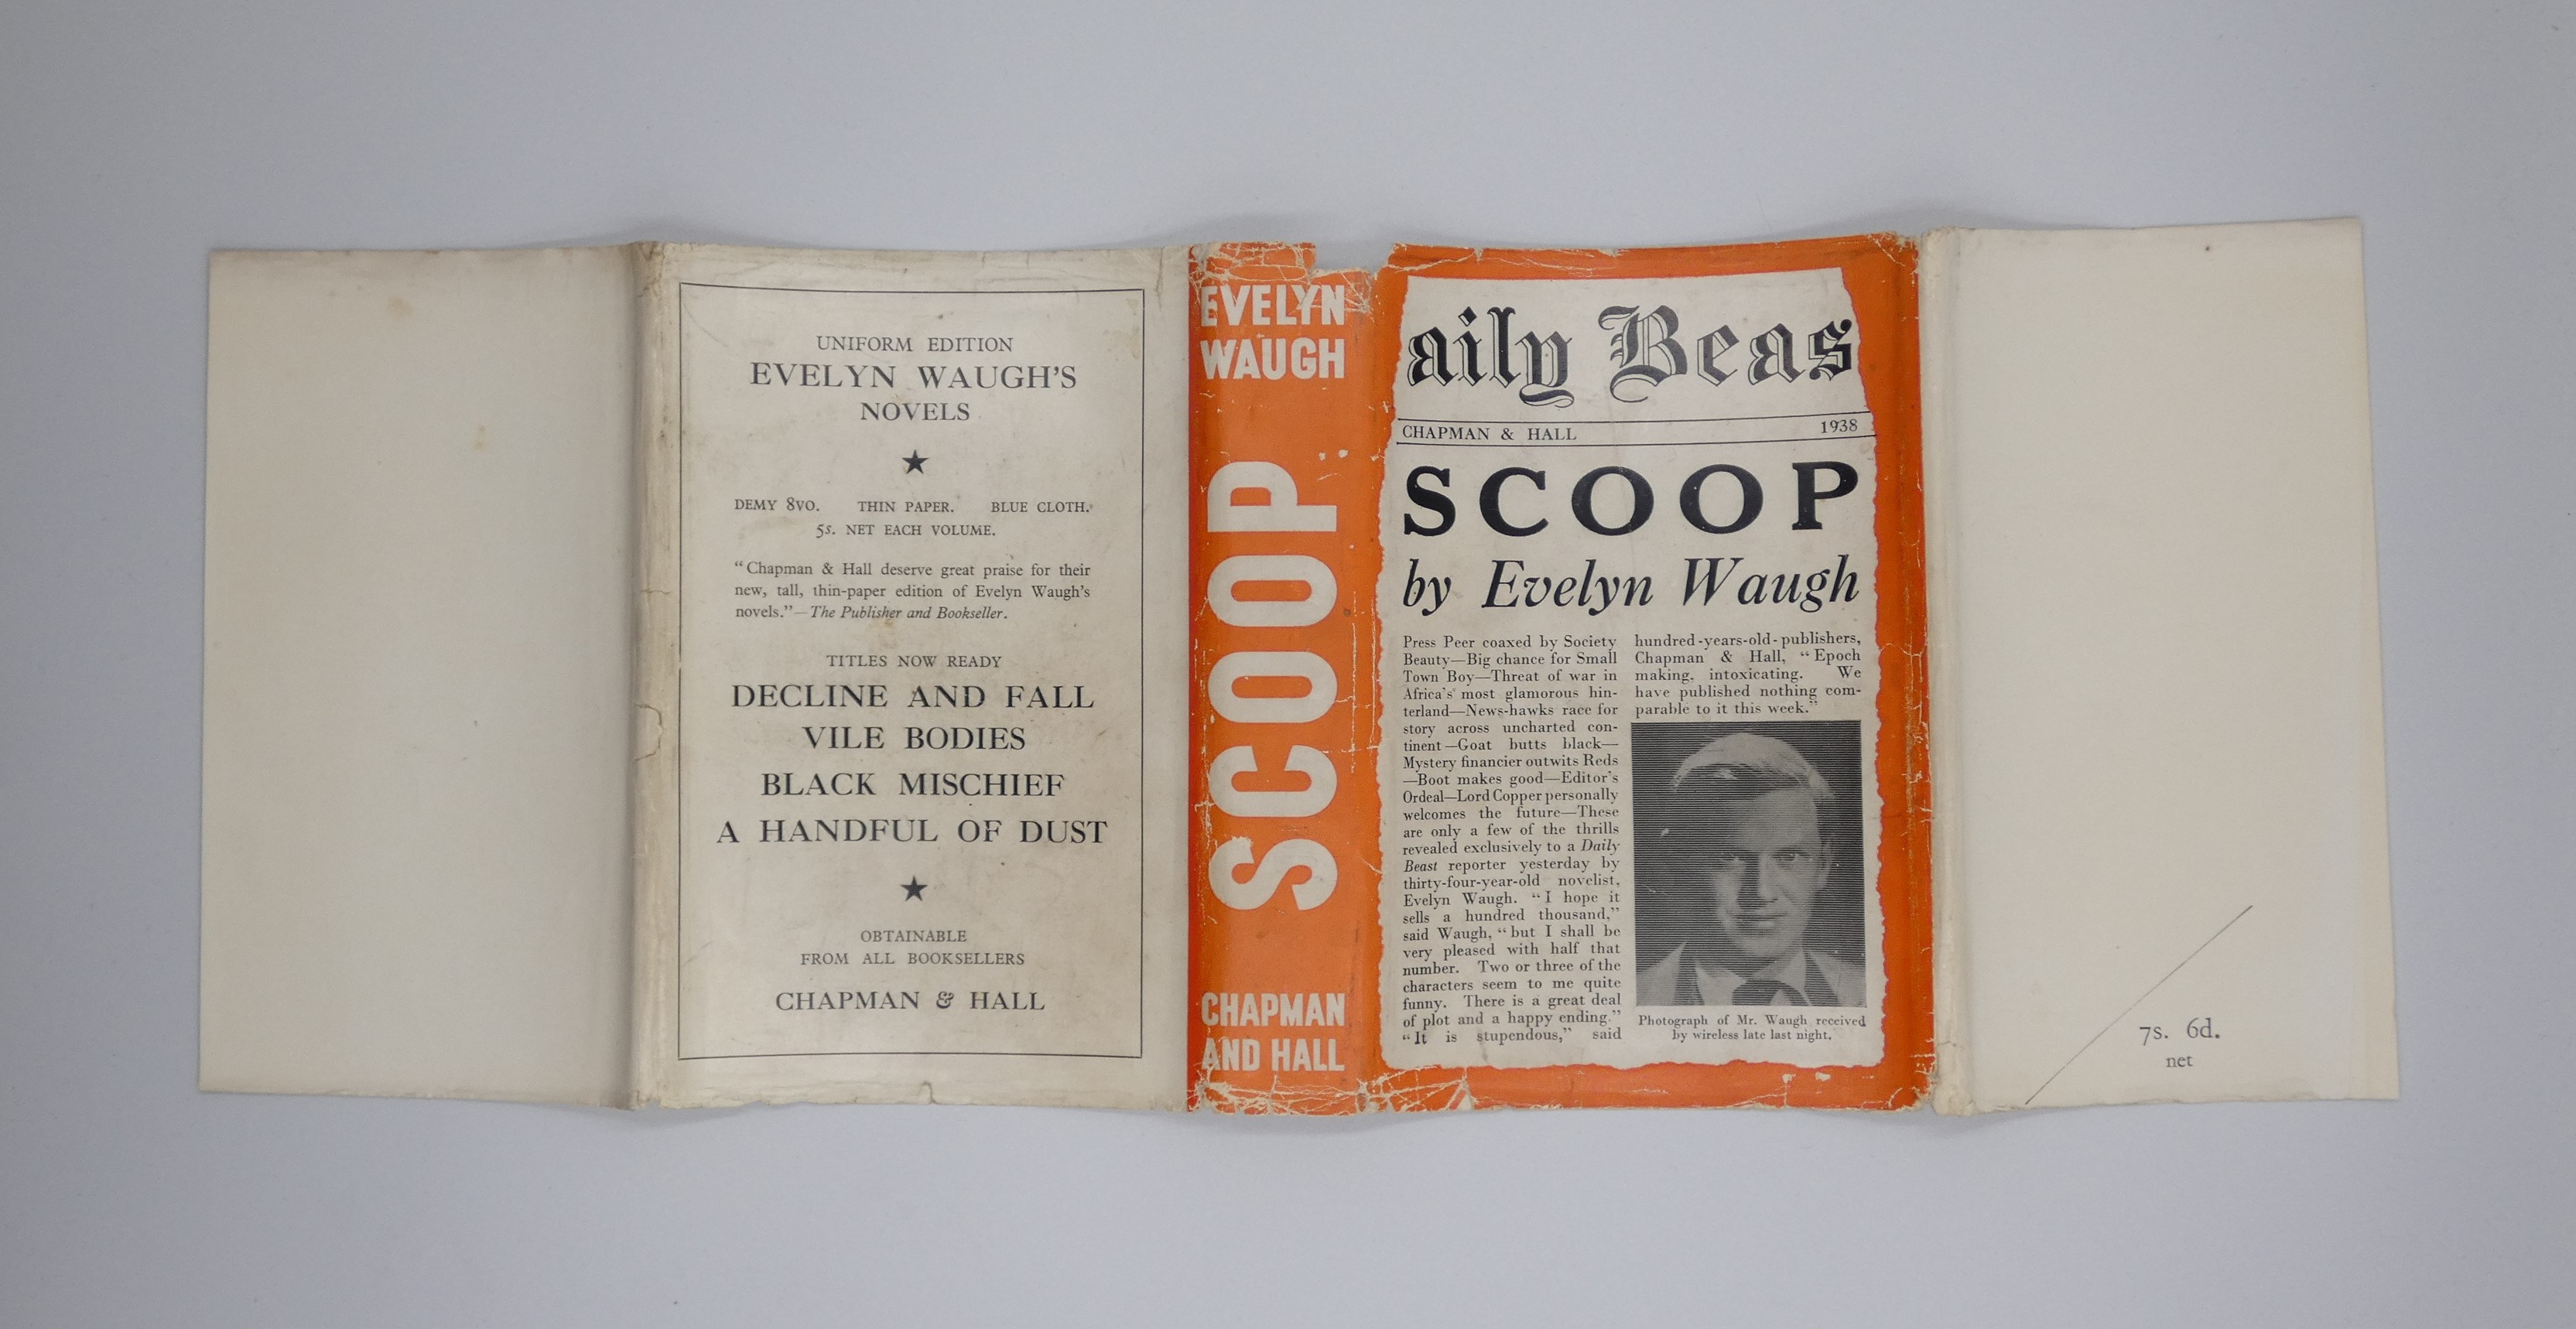 UNIFORM EDITION
EVELYN WAUGH'S
NOVELS
★
DEMY 8VO. THIN PAPER. BLUE CLOTH.
5s. NET EACH VOLUME.
“Chapman & Hall deserve great praise for their
new, tall, thin-paper edition of Evelyn Waugh's
novels.”—The Publisher and Bookseller.
TITLES NOW READY
DECLINE AND FALL
VILE BODIES
BLACK MISCHIEF
A HANDFUL OF DUST
★
OBTAINABLE
FROM ALL BOOKSELLERS
CHAPMAN & HALL
EVELYN
WAUGH
SCOOP
CHAPMAN
AND HALL
aily Beas
CHAPMAN & HALL 1938
SCOOP
by Evelyn Waugh
Press Peer coaxed by Society
Beauty—Big chance for Small
Town Boy—Threat of war in
Africa's most glamorous hin-
terland—News-hawks race for
story across uncharted con-
tinent—Goat butts black—
Mystery financier outwits Reds
—Boot makes good—Editor's
Ordeal—Lord Copper personally
welcomes the future—These
are only a few of the thrills
revealed exclusively to a Daily
Beast reporter yesterday by
thirty-four-year-old novelist,
Evelyn Waugh. “I hope it
sells a hundred thousand,”
said Waugh, “but I shall be
very pleased with half that
number. Two or three of the
characters seem to me quite
funny. There is a great deal
of plot and a happy ending.”
“It is stupendous,” said
hundred-years-old-publishers,
Chapman & Hall, “Epoch
making, intoxicating. We
have published nothing com-
parable to it this week.”
Photograph of Mr. Waugh received
by wireless late last night.
7s. 6d.
net